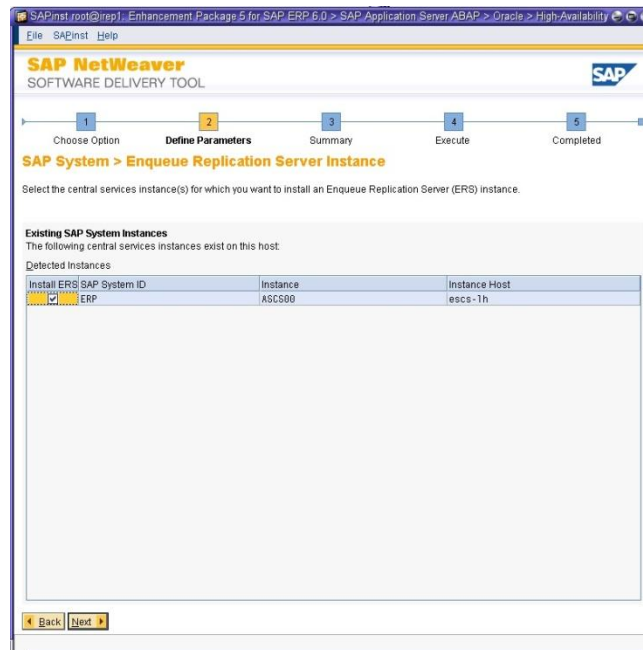 SAPinst root@irep1: Enhancement Package 5 for SAP ERP 6.0 > SAP Application Server ABAP > Oracle > High-Availability
File SAPinst Help
SAP NetWeaver
SOFTWARE DELIVERY TOOL
SAP
1 2 3 4 5
Choose Option Define Parameters Summary Execute Completed
SAP System > Enqueue Replication Server Instance
Select the central services instance(s) for which you want to install an Enqueue Replication Server (ERS) instance.
Existing SAP System Instances
The following central services instances exist on this host:
Detected Instances
Install ERS SAP System ID Instance Instance Host
ERP ASCS00 escs-lh
Back Next